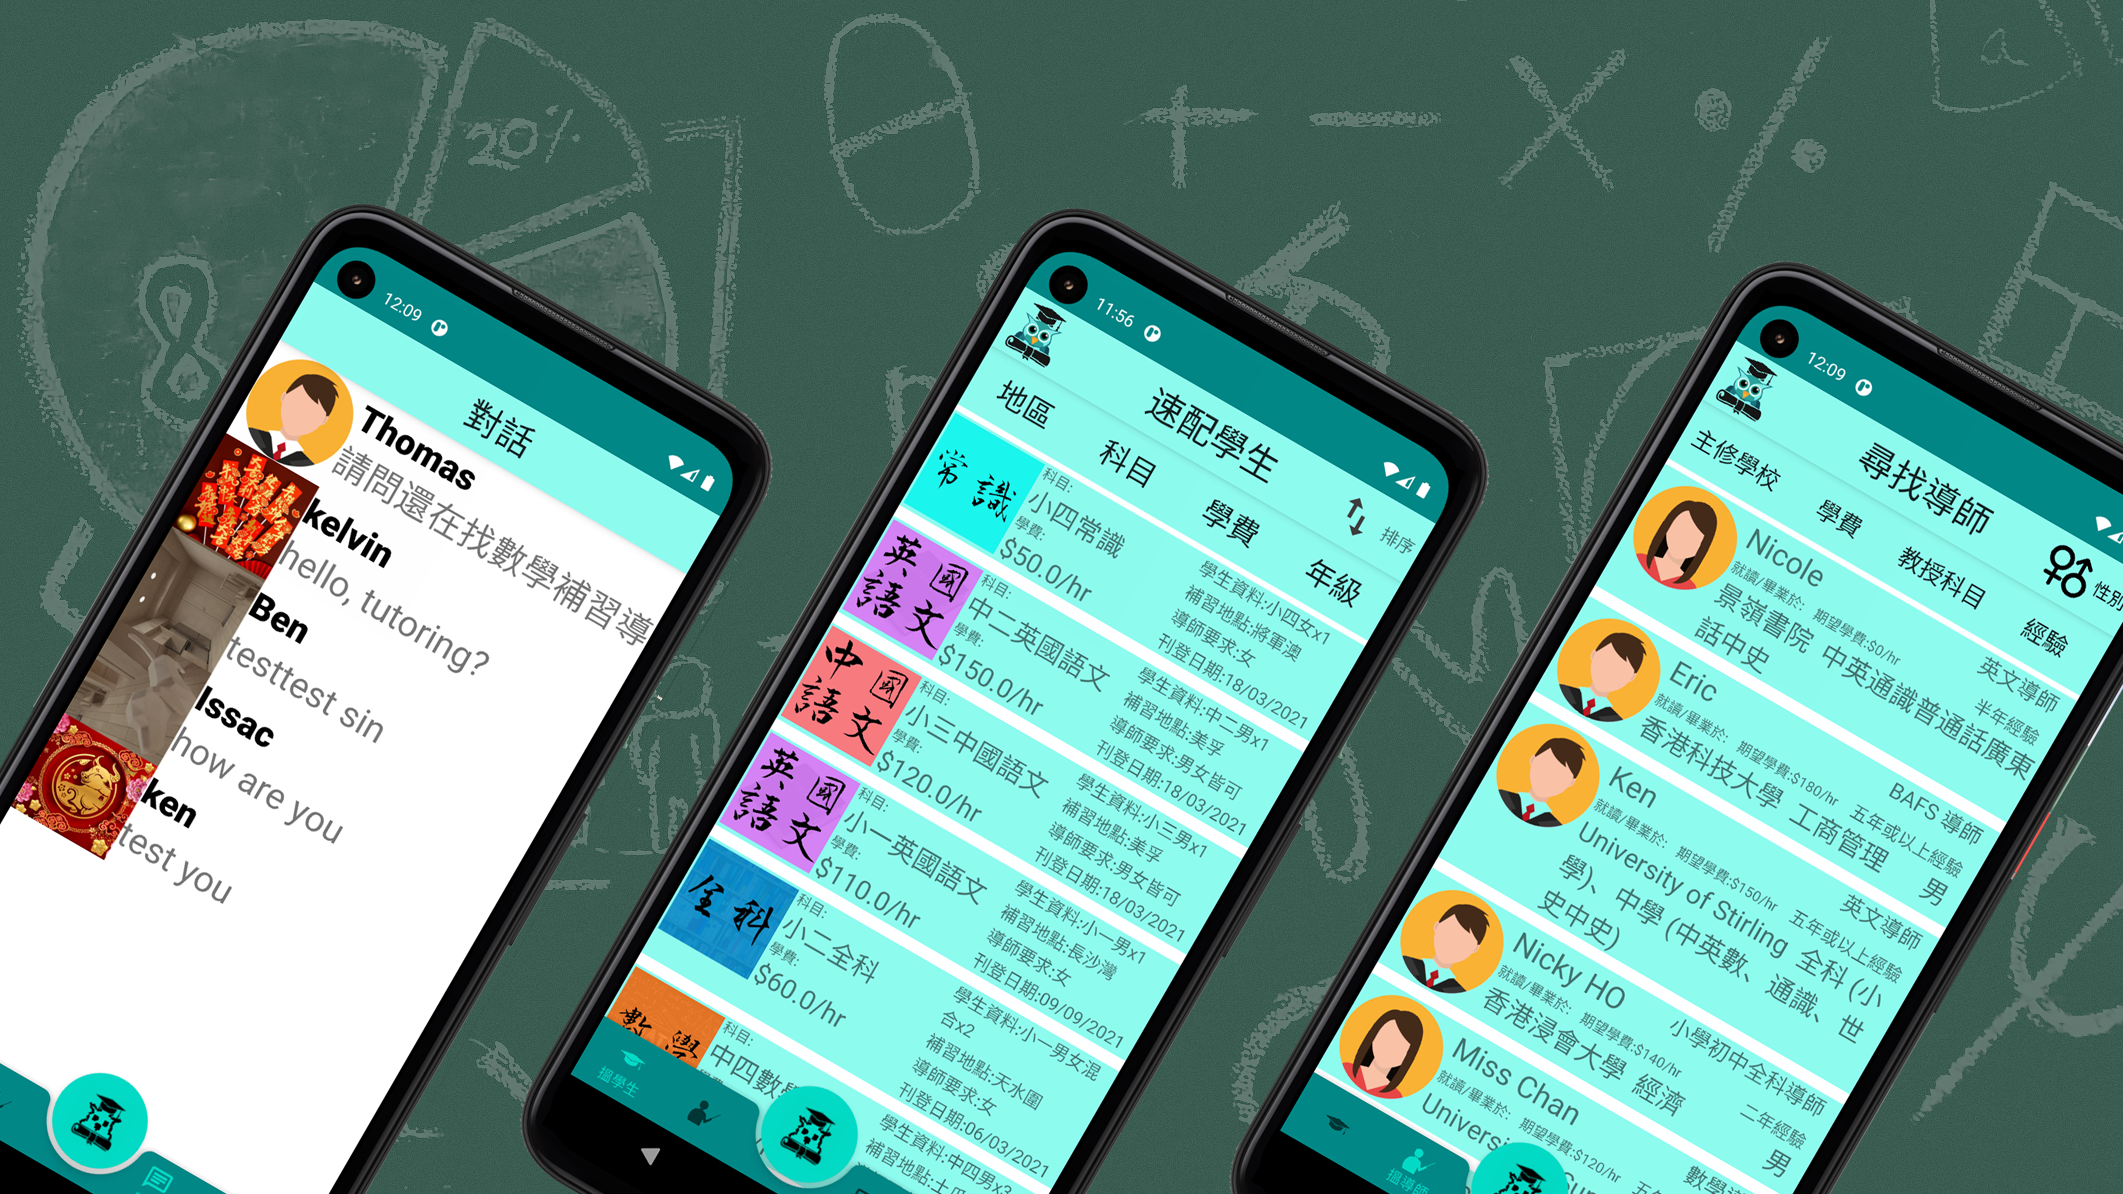 20%
8
12:09
對話
Thomas
請問還在找數學補習導
kelvin
hello, tutoring?
Ben
testtest sin
Issac
how are you
ken
test you
11:56
速配學生
排序
地區
科目
學費
年級
常識
科目:
小四常識
學費:
$50.0/hr
學生資料:小四女x1
補習地點:將軍澳
導師要求:女
刊登日期:18/03/2021
英國語文
科目:
中二英國語文
學費:
$150.0/hr
學生資料:中二男x1
補習地點:美孚
導師要求:男女皆可
刊登日期:18/03/2021
中國語文
科目:
小三中國語文
學費:
$120.0/hr
學生資料:小三男x1
補習地點:美孚
導師要求:男女皆可
刊登日期:18/03/2021
英國語文
科目:
小一英國語文
學費:
$110.0/hr
學生資料:小一男x1
補習地點:長沙灣
導師要求:女
刊登日期:09/09/2021
全科
科目:
小二全科
學費:
$60.0/hr
學生資料:小一男女混
合x2
補習地點:天水圍
導師要求:女
刊登日期:06/03/2021
數學
科目:
中四數學
學生資料:中四男x3
補習地點:土瓜
搵學生
12:09
尋找導師
性別
主修學校
學費
教授科目
經驗
Nicole
就讀/畢業於: 期望學費:$0/hr
英文導師
景嶺書院 中英通識普通話廣東
話中史
半年經驗
Eric
就讀/畢業於: 期望學費:$180/hr
BAFS 導師
香港科技大學 工商管理
五年或以上經驗
男
Ken
就讀/畢業於: 期望學費:$150/hr
英文導師
University of Stirling 全科 (小
學)、中學 (中英數、通識、世
史中史)
五年或以上經驗
Nicky HO
就讀/畢業於: 期望學費:$140/hr
小學初中全科導師
香港浸會大學 經濟
二年經驗
男
Miss Chan
就讀/畢業於: 期望學費:$120/hr
數學導
搵導師